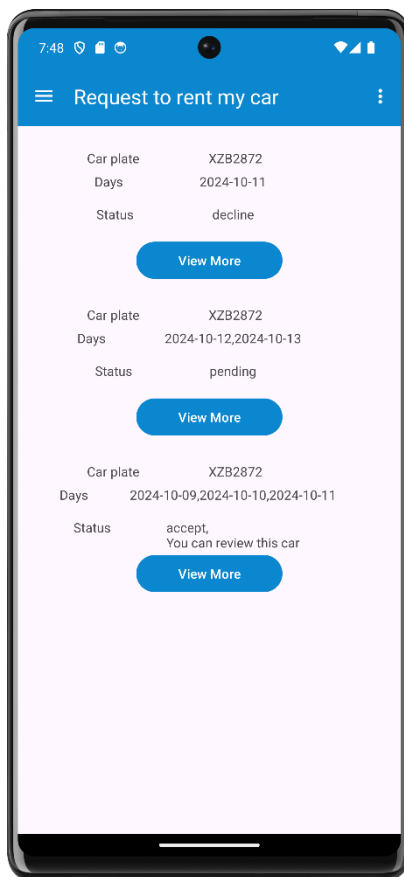 7:48
Request to rent my car
Car plate XZB2872
Days 2024-10-11
Status decline
View More
Car plate XZB2872
Days 2024-10-12,2024-10-13
Status pending
View More
Car plate XZB2872
Days 2024-10-09,2024-10-10,2024-10-11
Status accept,
You can review this car
View More